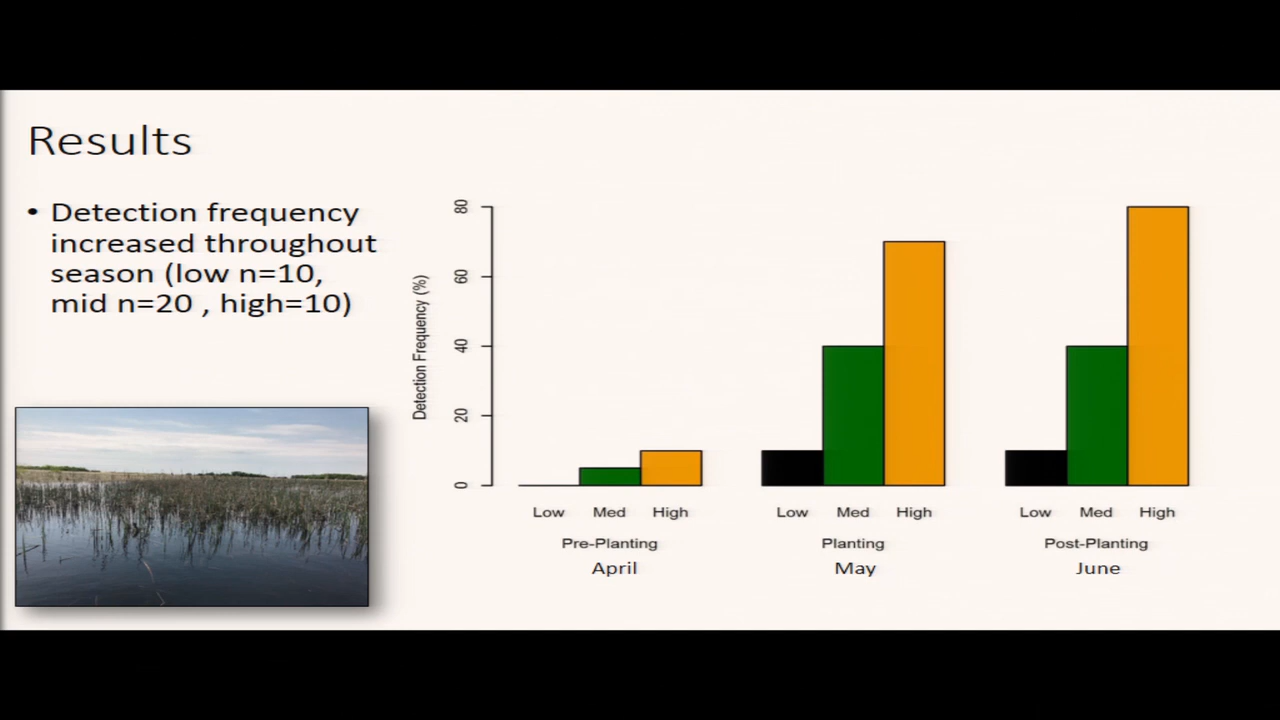 Results
• Detection frequency
increased throughout
season (low n=10,
mid n=20 , high=10)
Detection Frequency (%)
80
60
40
20
0
Low Med High Low Med High Low Med High
Pre-Planting Planting Post-Planting
April May June